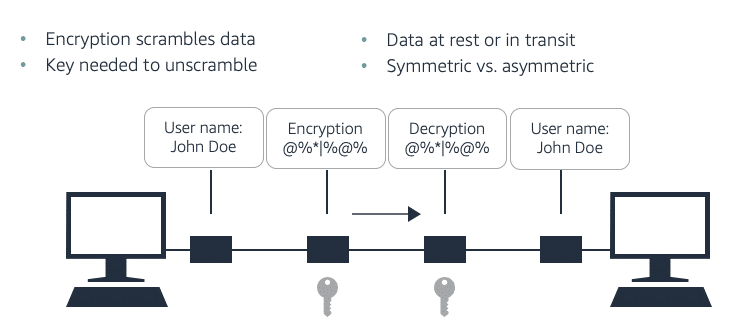 • Encryption scrambles data
• Key needed to unscramble
• Data at rest or in transit
• Symmetric vs. asymmetric
User name:
John Doe
Encryption
@%*|%@%
Decryption
@%*|%@%
User name:
John Doe